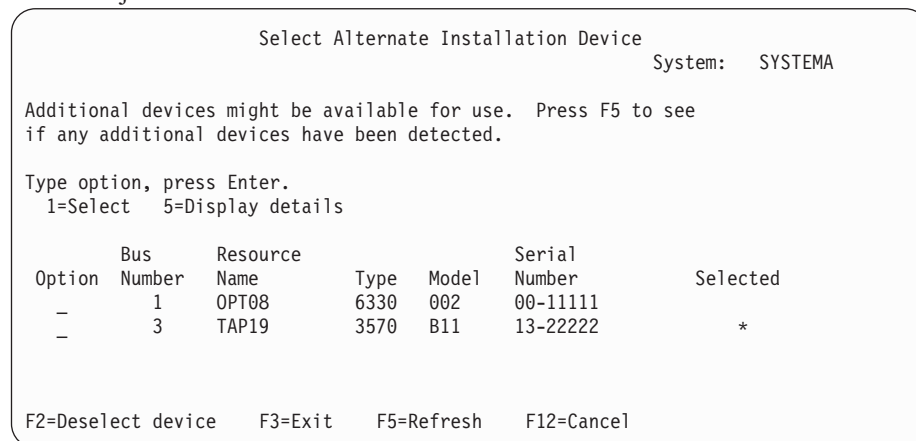 Select Alternate Installation Device
System: SYSTEMA
Additional devices might be available for use. Press F5 to see
if any additional devices have been detected.
Type option, press Enter.
1=Select 5=Display details
Bus Resource Serial
Option Number Name Type Model Number Selected
_ 1 OPT08 6330 002 00-11111
_ 3 TAP19 3570 B11 13-22222 *
F2=Deselect device F3=Exit F5=Refresh F12=Cancel